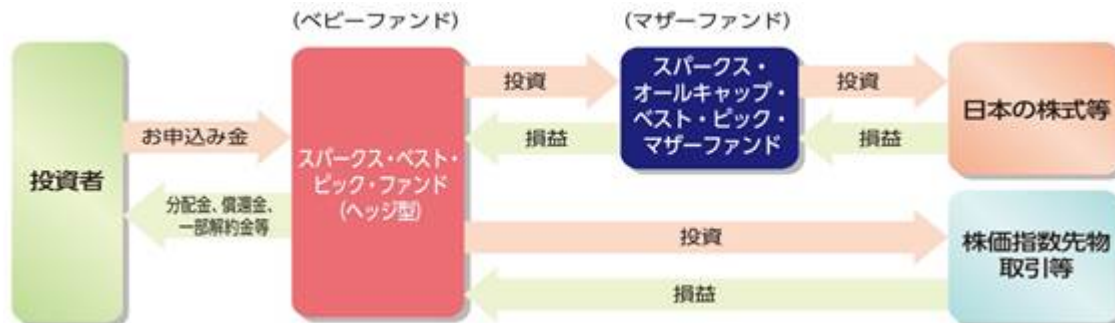 (ベビーファンド)
(マザーファンド)
投資者
お申込み金
分配金、償還金、
一部解約金等
スパークス・ベスト・
ピック・ファンド
(ヘッジ型)
投資
損益
スパークス・
オールキャップ・
ベスト・ピック・
マザーファンド
投資
損益
日本の株式等
投資
損益
株価指数先物
取引等